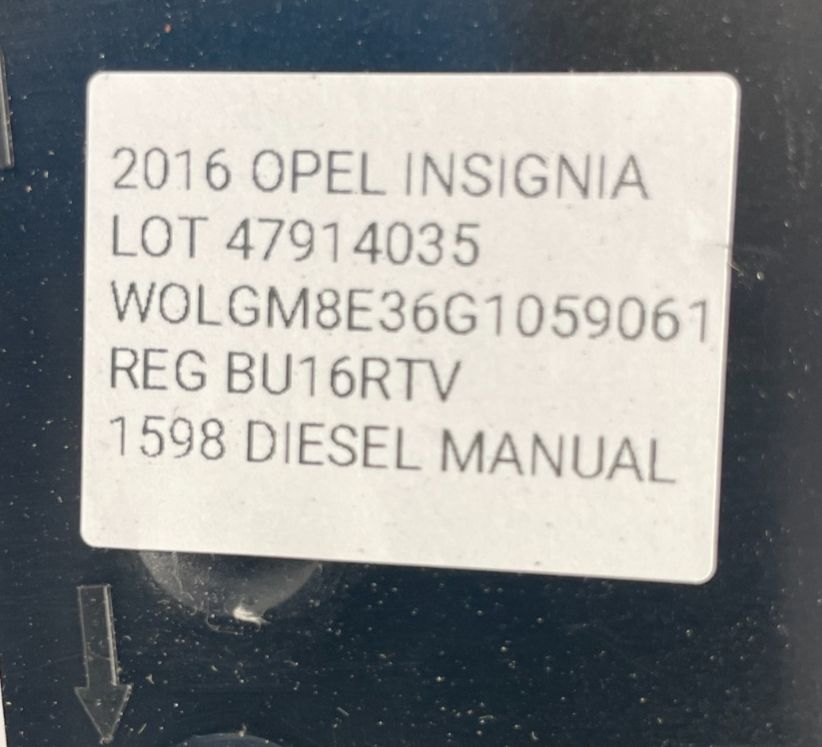 2016 OPEL INSIGNIA
LOT 47914035
WOLGM8E36G1059061
REG BU16RTV
1598 DIESEL MANUAL